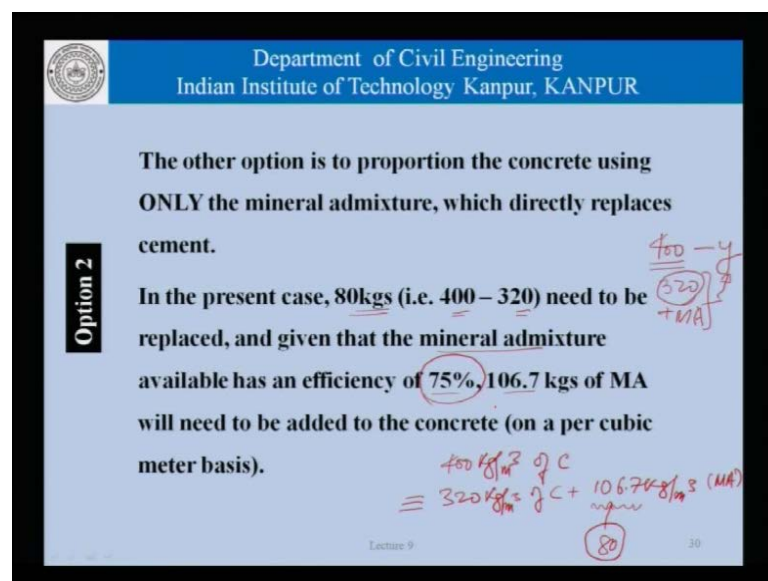 Department of Civil Engineering
Indian Institute of Technology Kanpur, KANPUR
Option 2
The other option is to proportion the concrete using
ONLY the mineral admixture, which directly replaces
cement.
In the present case, 80kgs (i.e. 400 – 320) need to be
replaced, and given that the mineral admixture
available has an efficiency of 75%, 106.7 kgs of MA
will need to be added to the concrete (on a per cubic
meter basis).
400 – y
320
+MA
400 kg/m³ of C
≡ 320 kg/m³ of C + 106.7 kg/m³ (MA)
80
Lecture 9
30